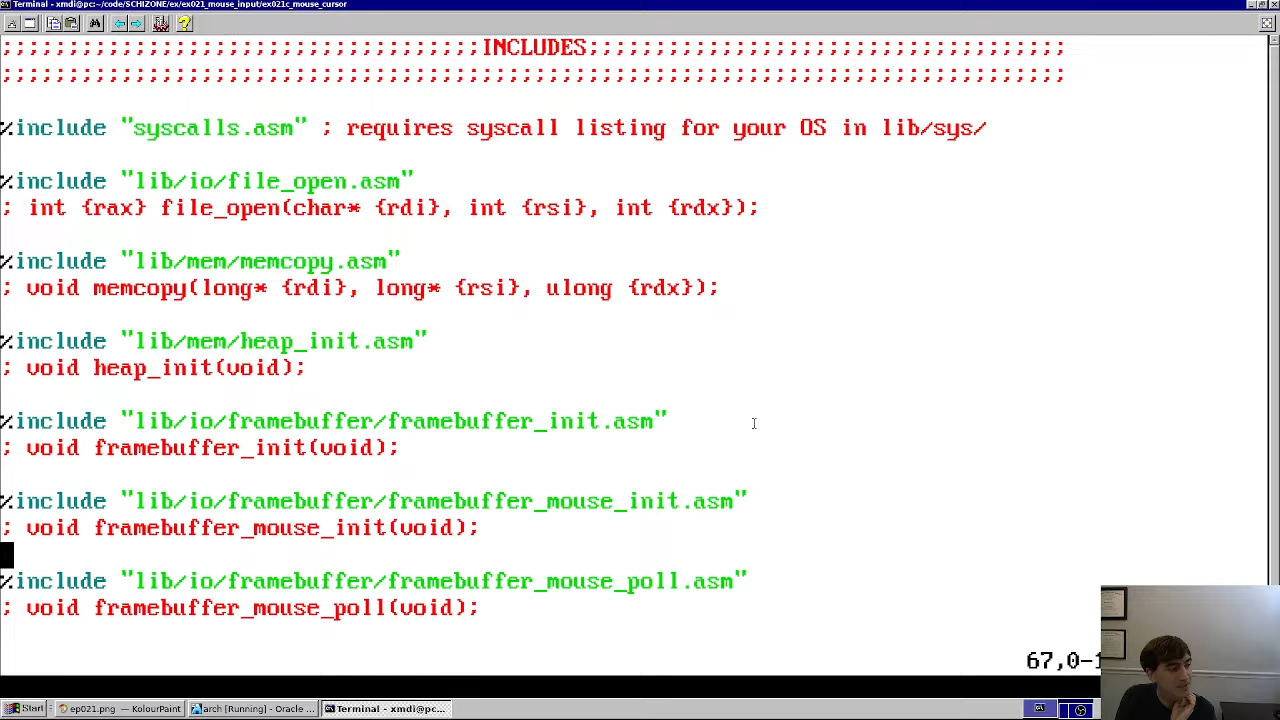 Terminal - xmdi@pc:~/code/SCHIZONE/ex/ex021_mouse_input/ex021c_mouse_cursor
;;;;;;;;;;;;;;;;;;;;;;;;;;;;;;;;;;;;INCLUDES;;;;;;;;;;;;;;;;;;;;;;;;;;;;;;;;;;;;
;;;;;;;;;;;;;;;;;;;;;;;;;;;;;;;;;;;;;;;;;;;;;;;;;;;;;;;;;;;;;;;;;;;;;;;;;;;;;;;;
%include "syscalls.asm" ; requires syscall listing for your OS in lib/sys/
%include "lib/io/file_open.asm"
; int {rax} file_open(char* {rdi}, int {rsi}, int {rdx});
%include "lib/mem/memcopy.asm"
; void memcopy(long* {rdi}, long* {rsi}, ulong {rdx});
%include "lib/mem/heap_init.asm"
; void heap_init(void);
%include "lib/io/framebuffer/framebuffer_init.asm"
; void framebuffer_init(void);
%include "lib/io/framebuffer/framebuffer_mouse_init.asm"
; void framebuffer_mouse_init(void);
%include "lib/io/framebuffer/framebuffer_mouse_poll.asm"
; void framebuffer_mouse_poll(void);
67,0-1
Start ep021.png — KolourPaint arch [Running] - Oracle ... Terminal - xmdi@pc...